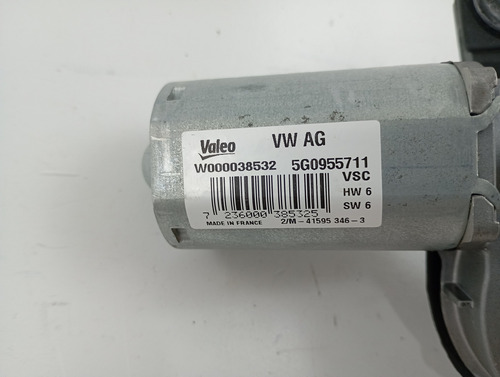 Valeo VW AG
W000038532 5G0955711
VSC
HW 6
SW 6
7 236000 385325
MADE IN FRANCE 2/M - 41595 346 - 3